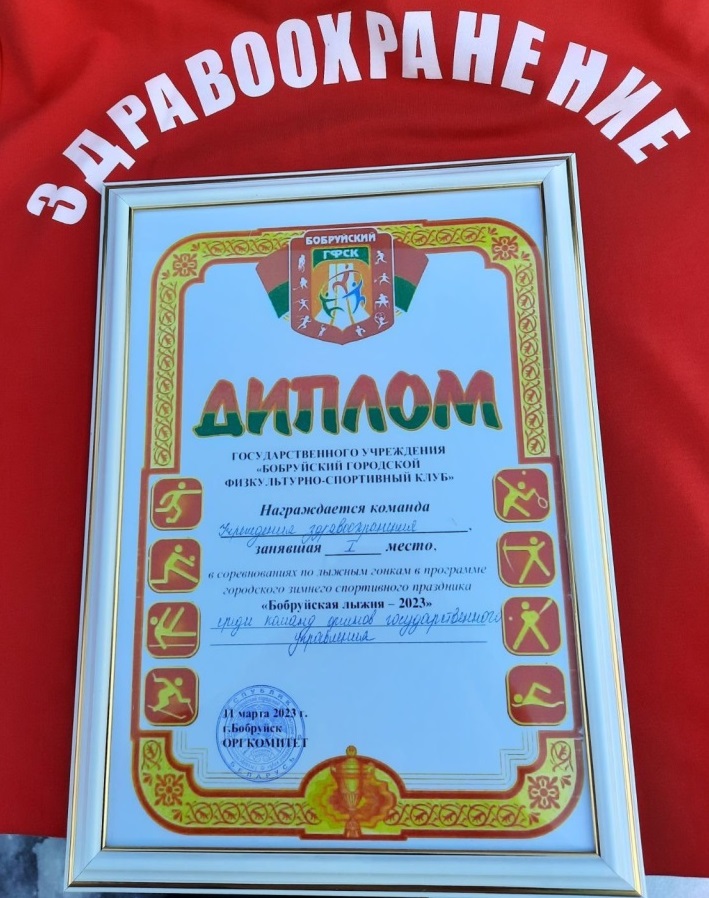 ЗДРАВООХРАНЕНИЕ
БОБРУЙСКИЙ
ГФСК
ДИПЛОМ
ГОСУДАРСТВЕННОГО УЧРЕЖДЕНИЯ
«БОБРУЙСКИЙ ГОРОДСКОЙ
ФИЗКУЛЬТУРНО-СПОРТИВНЫЙ КЛУБ»
Награждается команда
Учреждения здравоохранения,
занявшая I место,
в соревнованиях по лыжным гонкам в программе
городского зимнего спортивного праздника
«Бобруйская лыжня – 2023»
среди команд органов государственного
управления
11 марта 2023 г.
г.Бобруйск
ОРГКОМИТЕТ
БЕЛАРУСЬ